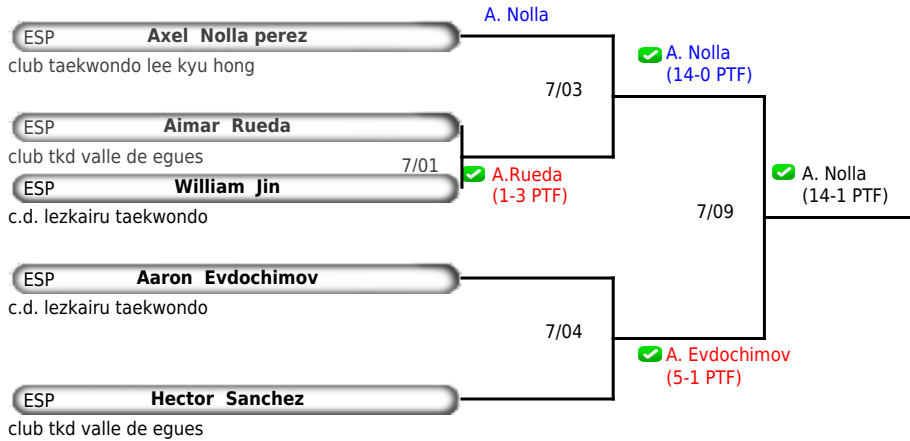 A. Nolla
ESP Axel Nolla perez
club taekwondo lee kyu hong
A. Nolla
(14-0 PTF)
7/03
ESP Aimar Rueda
club tkd valle de egues
7/01
A.Rueda
(1-3 PTF)
ESP William Jin
c.d. lezkairu taekwondo
A. Nolla
(14-1 PTF)
7/09
ESP Aaron Evdochimov
c.d. lezkairu taekwondo
7/04
A. Evdochimov
(5-1 PTF)
ESP Hector Sanchez
club tkd valle de egues